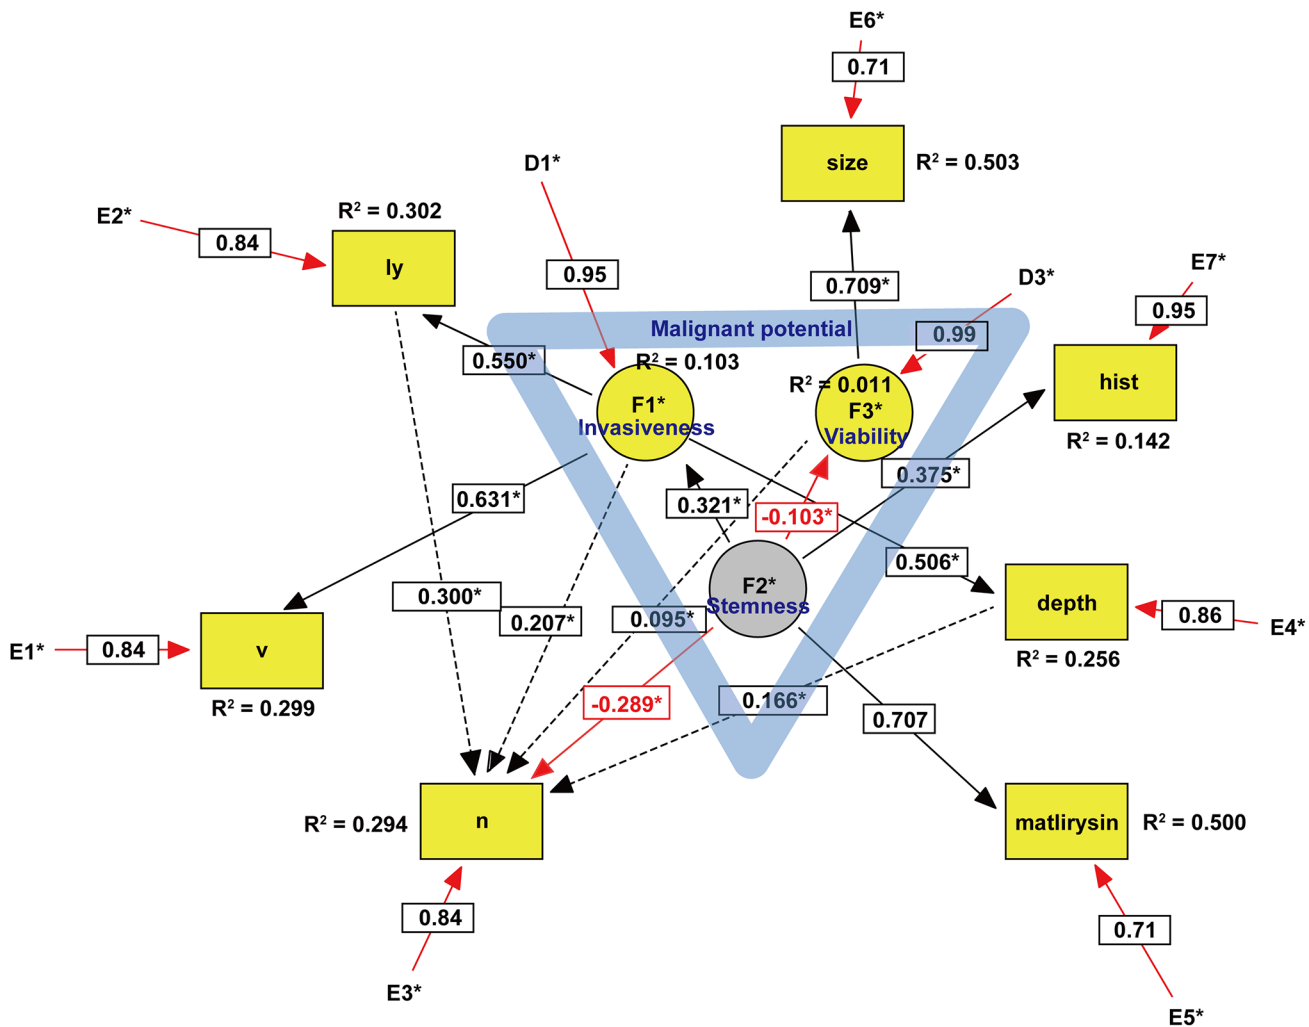 E6*
0.71
size
R² = 0.503
D1*
E2*
0.84
R² = 0.302
ly
0.95
0.709*
D3*
E7*
0.95
Malignant potential
0.99
0.550*
R² = 0.103
R² = 0.011
hist
F1*
Invasiveness
F3*
Viability
R² = 0.142
0.375*
0.631*
0.321*
-0.103*
0.506*
F2*
Stemness
0.300*
0.207*
0.095*
depth
0.86
E4*
R² = 0.256
E1*
0.84
v
R² = 0.299
-0.289*
0.166*
0.707
R² = 0.294
n
matlirysin
R² = 0.500
0.84
0.71
E3*
E5*